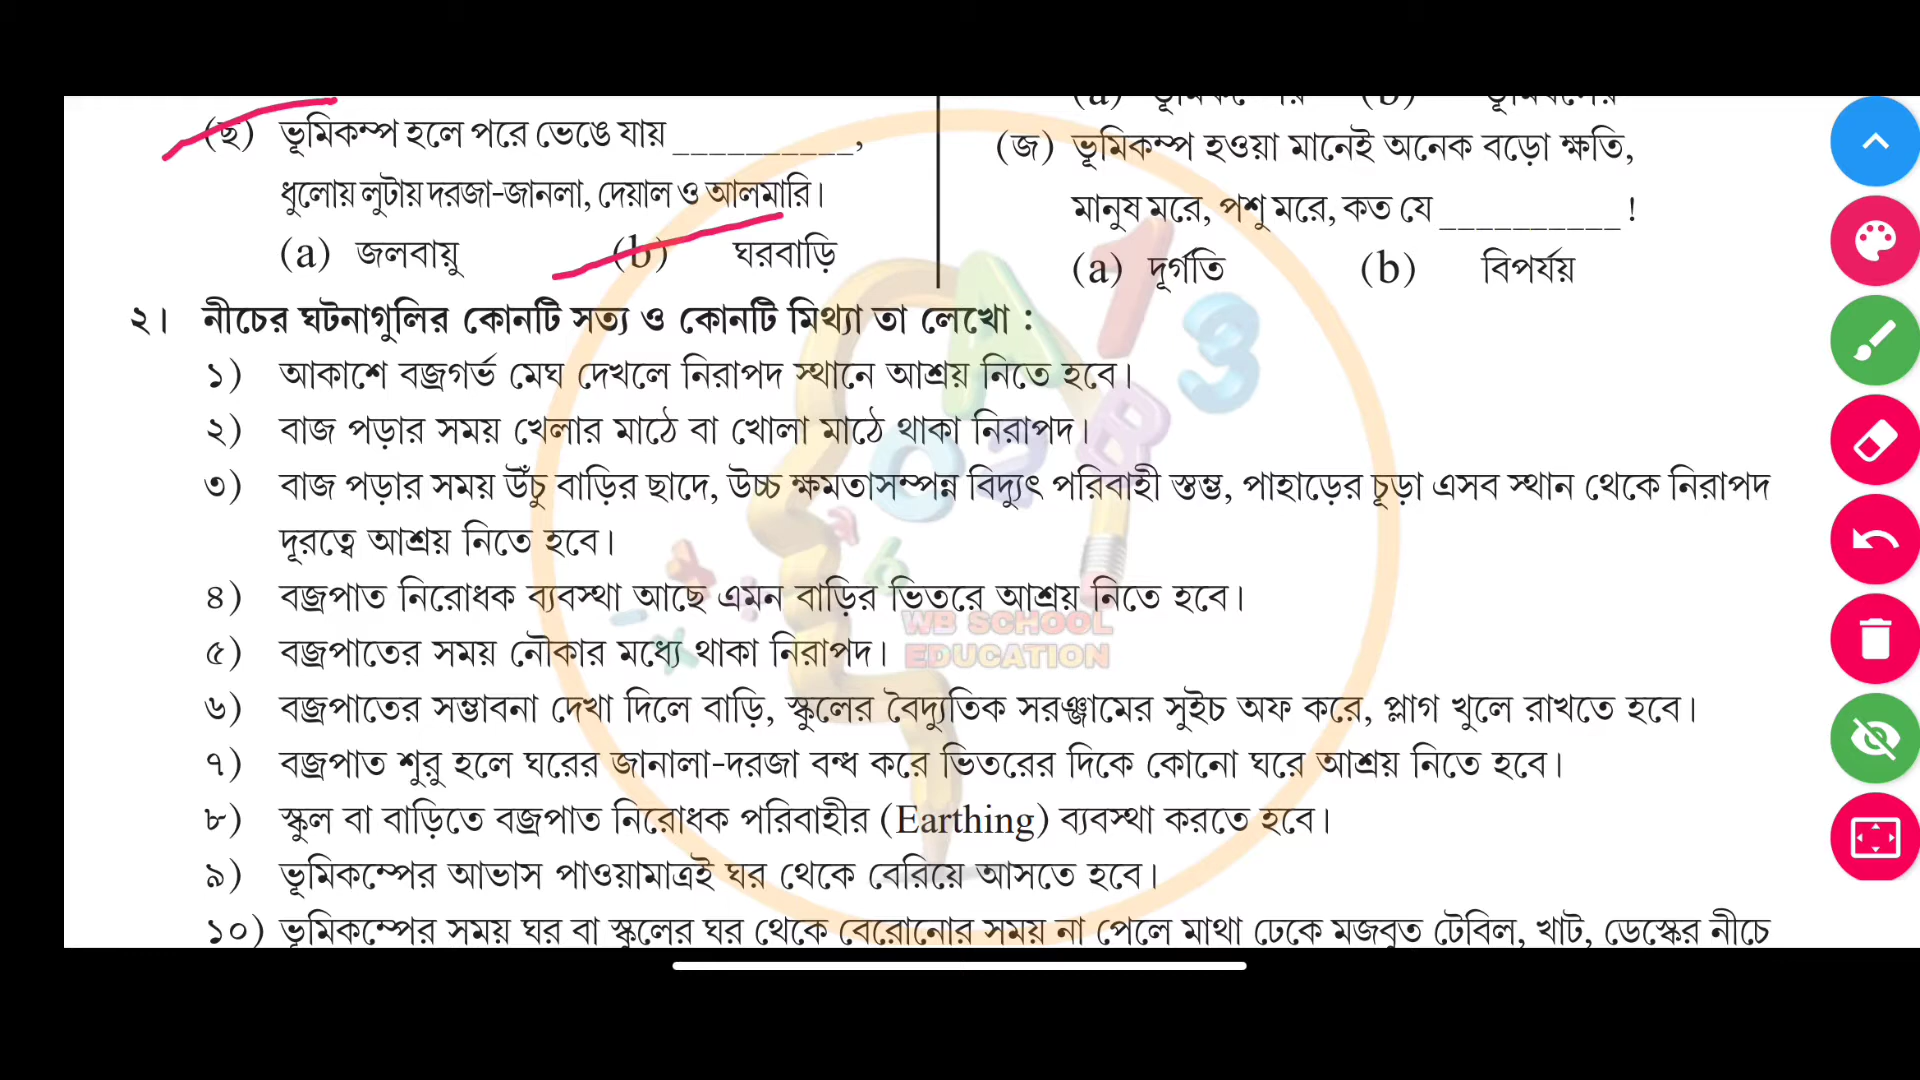 (ছ) ভূমিকম্প হলে পরে ভেঙে যায় __________,
ধুলোয় লুটায় দরজা-জানলা, দেয়াল ও আলমারি।
(a) জলবায়ু (b) ঘরবাড়ি
(জ) ভূমিকম্প হওয়া মানেই অনেক বড়ো ক্ষতি,
মানুষ মরে, পশু মরে, কত যে __________ !
(a) দূর্গতি (b) বিপর্যয়
২। নীচের ঘটনাগুলির কোনটি সত্য ও কোনটি মিথ্যা তা লেখো :
১) আকাশে বজ্রগর্ভ মেঘ দেখলে নিরাপদ স্থানে আশ্রয় নিতে হবে।
২) বাজ পড়ার সময় খেলার মাঠে বা খোলা মাঠে থাকা নিরাপদ।
৩) বাজ পড়ার সময় উঁচু বাড়ির ছাদে, উচ্চ ক্ষমতাসম্পন্ন বিদ্যুৎ পরিবাহী স্তম্ভ, পাহাড়ের চূড়া এসব স্থান থেকে নিরাপদ
দূরত্বে আশ্রয় নিতে হবে।
৪) বজ্রপাত নিরোধক ব্যবস্থা আছে এমন বাড়ির ভিতরে আশ্রয় নিতে হবে।
৫) বজ্রপাতের সময় নৌকার মধ্যে থাকা নিরাপদ।
৬) বজ্রপাতের সম্ভাবনা দেখা দিলে বাড়ি, স্কুলের বৈদ্যুতিক সরঞ্জামের সুইচ অফ করে, প্লাগ খুলে রাখতে হবে।
৭) বজ্রপাত শুরু হলে ঘরের জানালা-দরজা বন্ধ করে ভিতরের দিকে কোনো ঘরে আশ্রয় নিতে হবে।
৮) স্কুল বা বাড়িতে বজ্রপাত নিরোধক পরিবাহীর (Earthing) ব্যবস্থা করতে হবে।
৯) ভূমিকম্পের আভাস পাওয়ামাত্রই ঘর থেকে বেরিয়ে আসতে হবে।
১০) ভূমিকম্পের সময় ঘর বা স্কুলের ঘর থেকে বেরোনোর সময় না পেলে মাথা ঢেকে মজবুত টেবিল, খাট, ডেস্কের নীচে
WB SCHOOL
EDUCATION